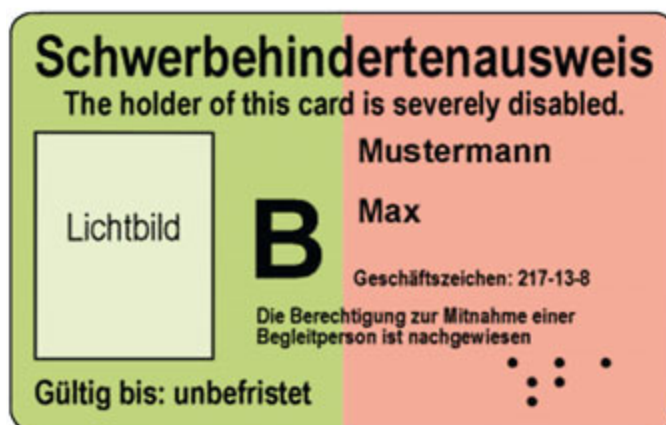 Schwerbehindertenausweis
The holder of this card is severely disabled.
Lichtbild
B
Mustermann
Max
Geschäftszeichen: 217-13-8
Die Berechtigung zur Mitnahme einer
Begleitperson ist nachgewiesen
Gültig bis: unbefristet